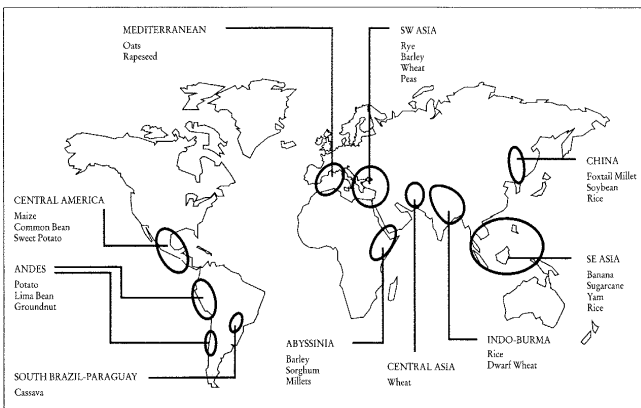 MEDITERRANEAN
Oats
Rapeseed
SW ASIA
Rye
Barley
Wheat
Peas
CHINA
Foxtail Millet
Soybean
Rice
CENTRAL AMERICA
Maize
Common Bean
Sweet Potato
ANDES
Potato
Lima Bean
Groundnut
SOUTH BRAZIL-PARAGUAY
Cassava
ABYSSINIA
Barley
Sorghum
Millets
CENTRAL ASIA
Wheat
INDO-BURMA
Rice
Dwarf Wheat
SE ASIA
Banana
Sugarcane
Yam
Rice